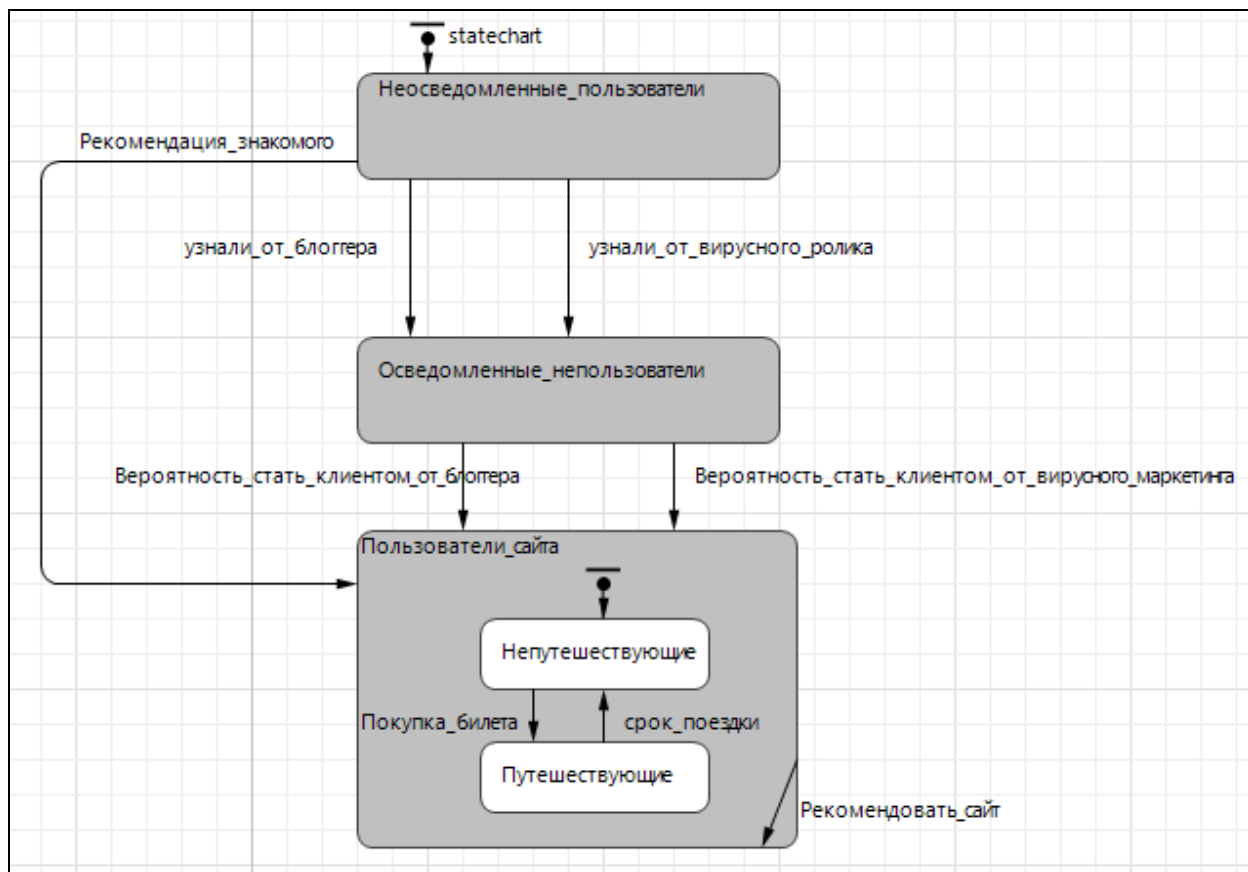 statechart
Неосведомленные_пользователи
Рекомендация_знакомого
узнали_от_блоггера
узнали_от_вирусного_ролика
Осведомленные_непользователи
Вероятность_стать_клиентом_от_блоггера
Вероятность_стать_клиентом_от_вирусного_маркетинга
Пользователи_сайта
Непутешествующие
Покупка_билета
срок_поездки
Путешествующие
Рекомендовать_сайт